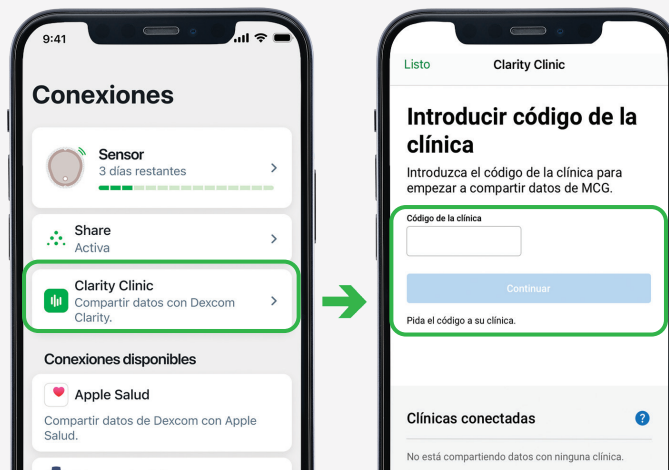 9:41
Conexiones
Sensor
3 días restantes
Share
Activa
Clarity Clinic
Compartir datos con Dexcom
Clarity.
Conexiones disponibles
Apple Salud
Compartir datos de Dexcom con Apple
Salud.
Listo
Clarity Clinic
Introducir código de la
clínica
Introduzca el código de la clínica para
empezar a compartir datos de MCG.
Código de la clínica
Continuar
Pida el código a su clínica.
Clínicas conectadas
?
No está compartiendo datos con ninguna clínica.